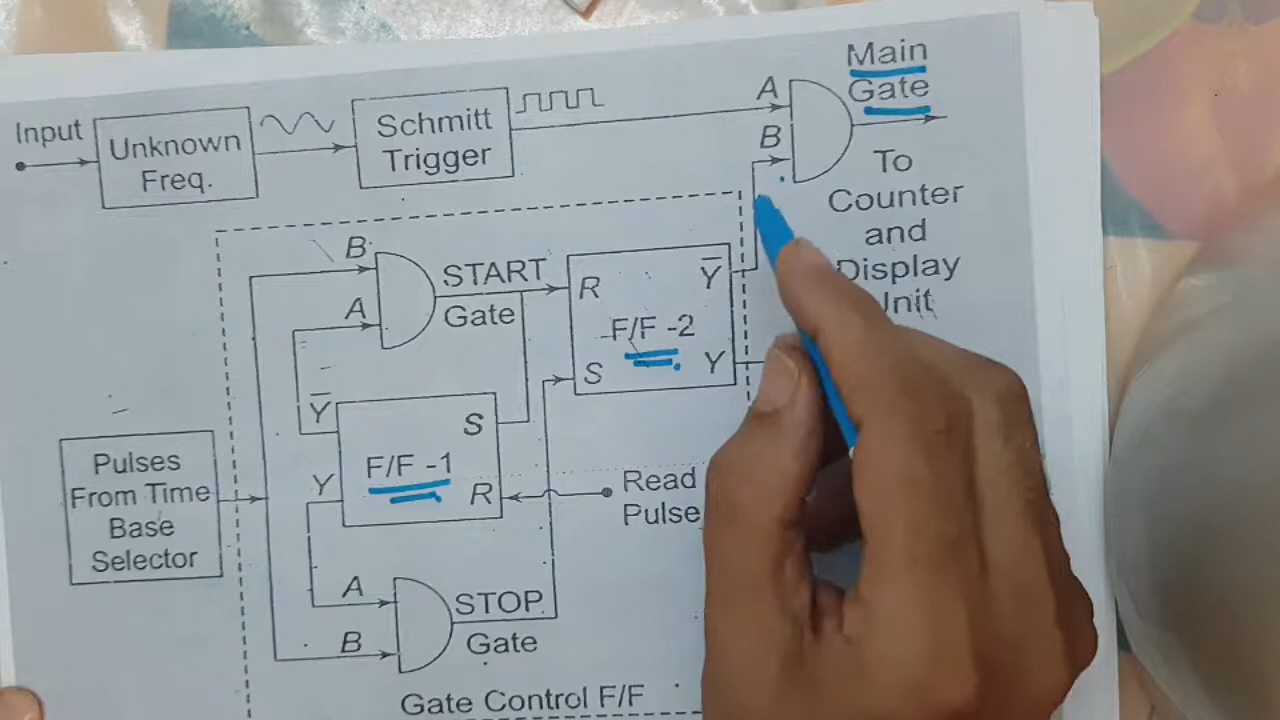 Main
Gate
Input
Unknown
Freq.
Schmitt
Trigger
A
B
To
Counter
and
Display
Unit
B
A
START
Gate
R
Y̅
F/F -2
S
Y
Y̅
S
F/F -1
Y
R
Read
Pulse
Pulses
From Time
Base
Selector
A
B
STOP
Gate
Gate Control F/F